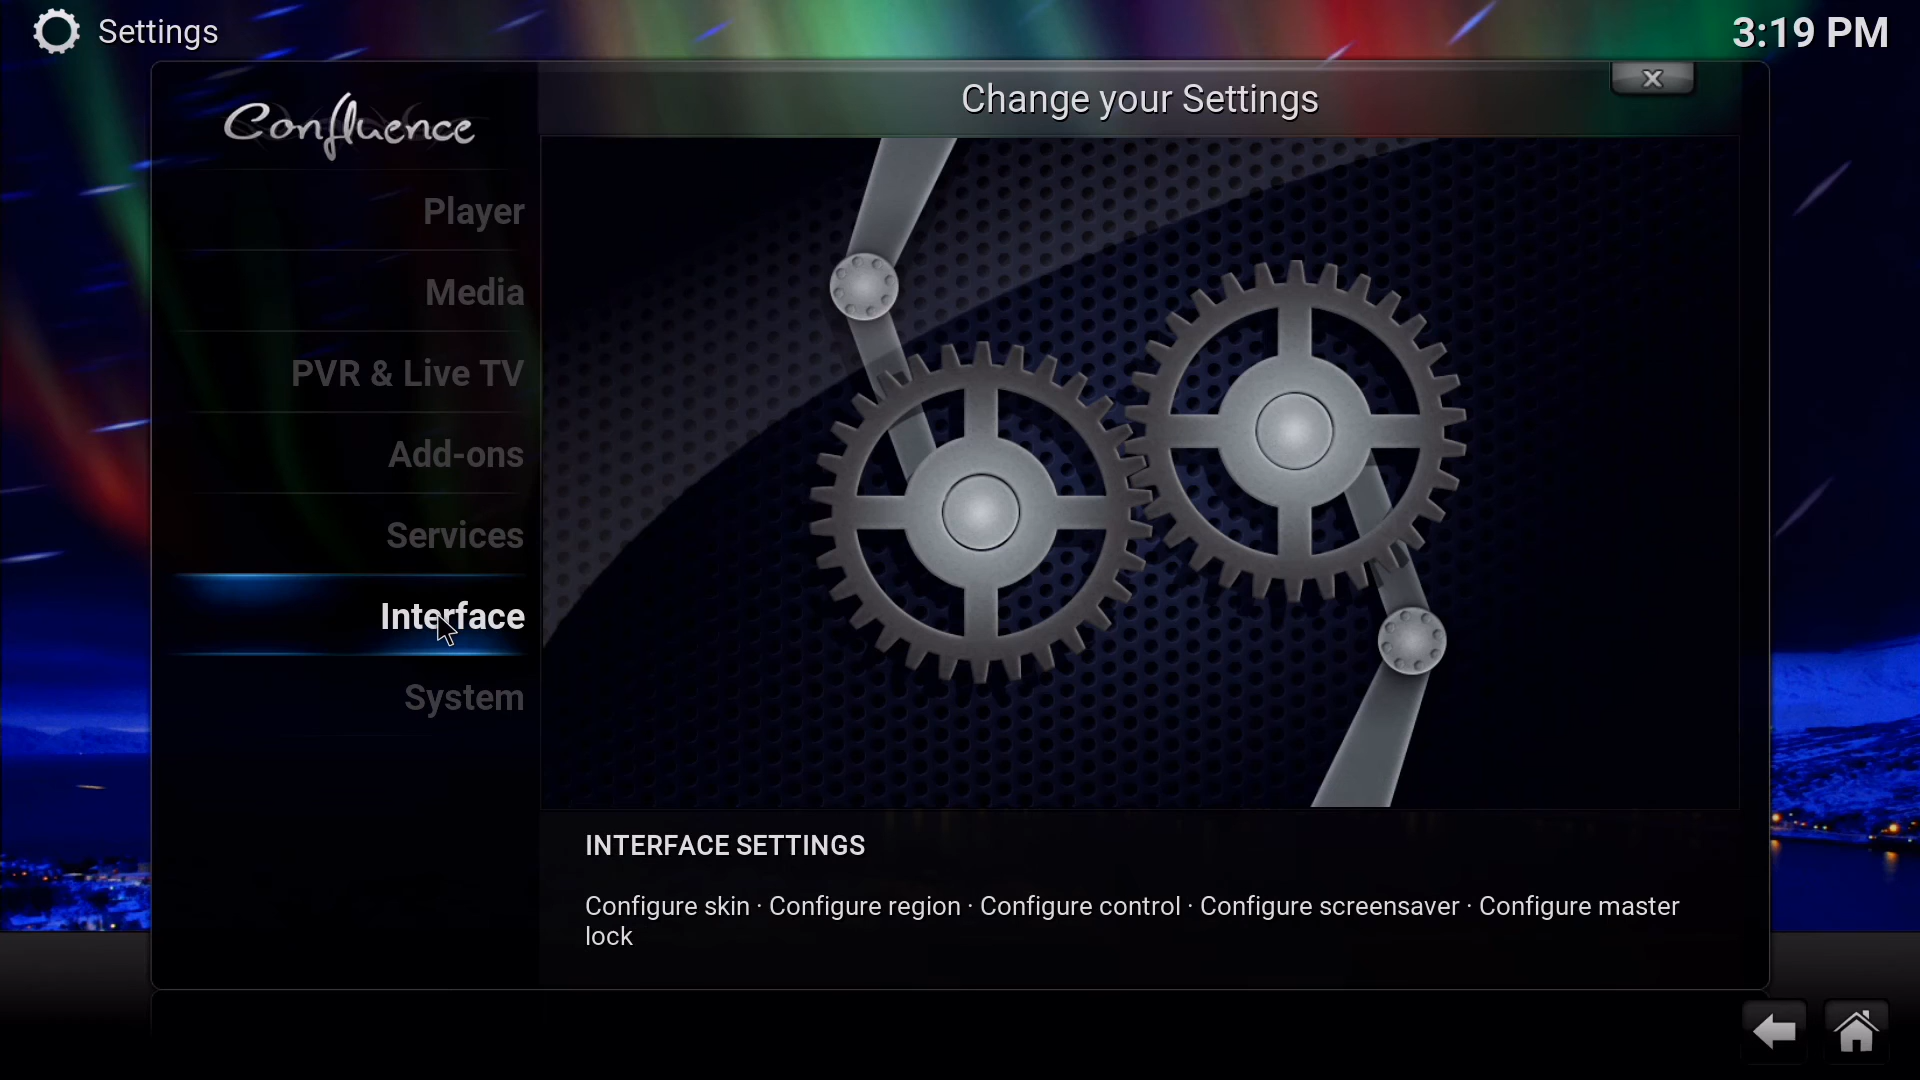 Settings
3:19 PM
Confluence
Change your Settings
x
Player
Media
PVR & Live TV
Add-ons
Services
Interface
System
INTERFACE SETTINGS
Configure skin · Configure region · Configure control · Configure screensaver · Configure master
lock